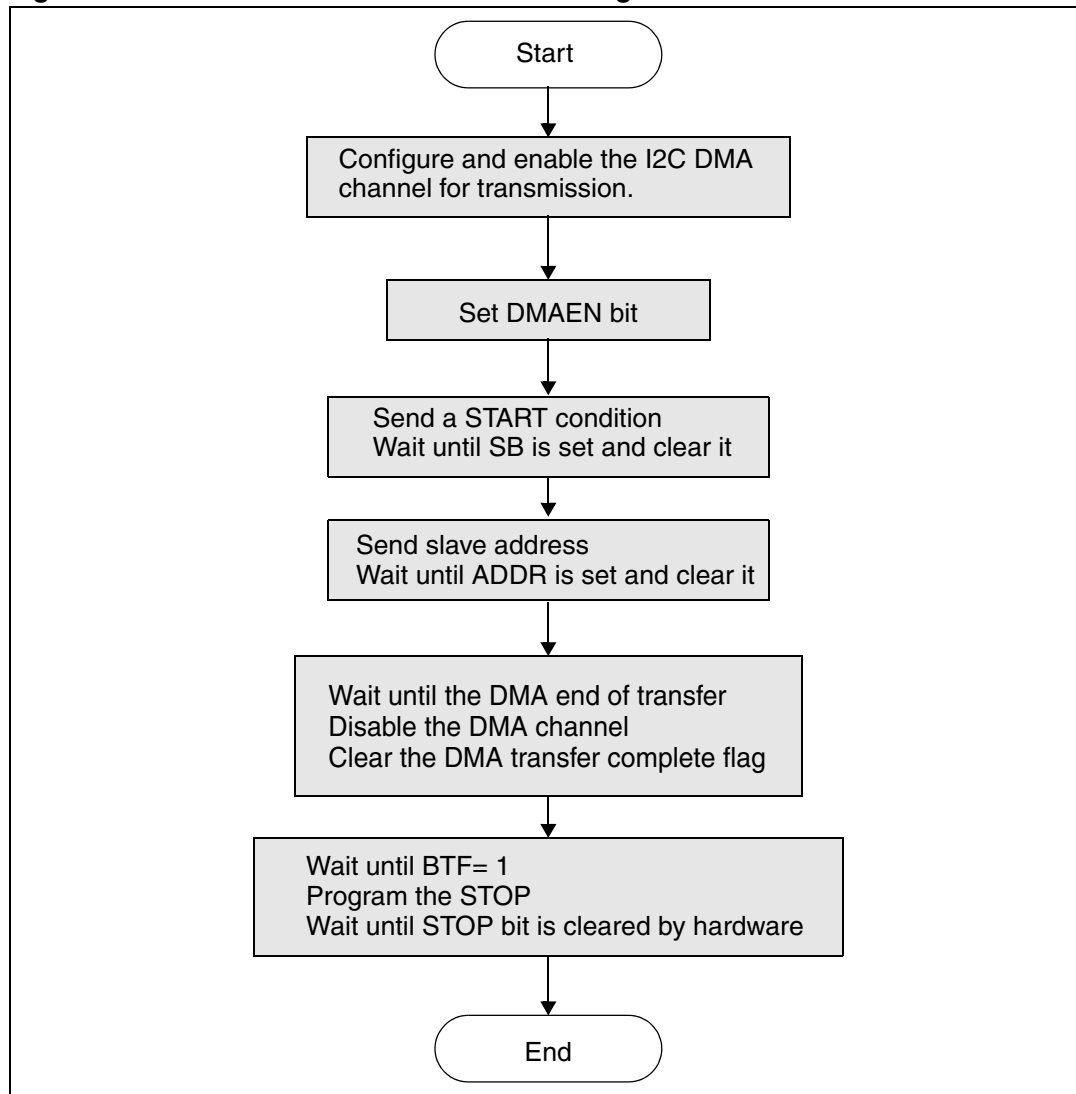 Start
Configure and enable the I2C DMA
channel for transmission.
Set DMAEN bit
Send a START condition
Wait until SB is set and clear it
Send slave address
Wait until ADDR is set and clear it
Wait until the DMA end of transfer
Disable the DMA channel
Clear the DMA transfer complete flag
Wait until BTF= 1
Program the STOP
Wait until STOP bit is cleared by hardware
End